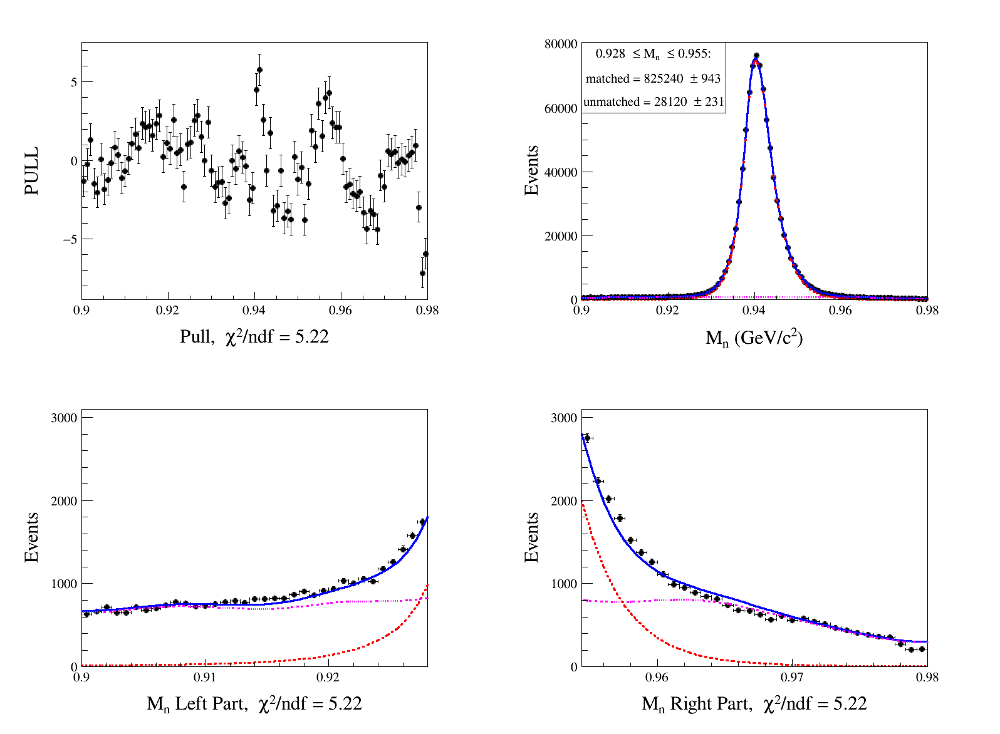 PULL
5
0
−5
0.9 0.92 0.94 0.96 0.98
Pull, χ²/ndf = 5.22
Events
80000
60000
40000
20000
0
0.928 ≤ Mₙ ≤ 0.955:
matched = 825240 ± 943
unmatched = 28120 ± 231
0.9 0.92 0.94 0.96 0.98
Mₙ (GeV/c²)
Events
3000
2000
1000
0
0.9 0.91 0.92
Mₙ Left Part, χ²/ndf = 5.22
Events
3000
2000
1000
0
0.96 0.97 0.98
Mₙ Right Part, χ²/ndf = 5.22